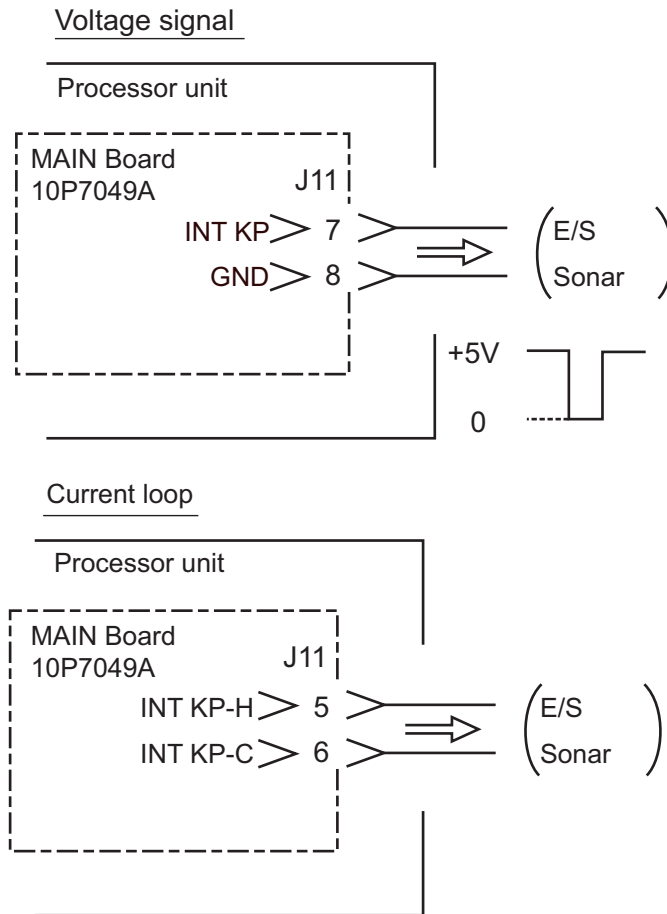 Voltage signal
Processor unit
MAIN Board
10P7049A
J11
INT KP 7
GND 8
E/S
Sonar
+5V
0
Current loop
Processor unit
MAIN Board
10P7049A
J11
INT KP-H 5
INT KP-C 6
E/S
Sonar